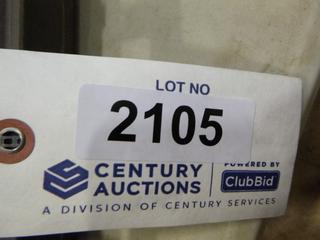 LOT NO
2105
CENTURY AUCTIONS
POWERED BY
ClubBid
A DIVISION OF CENTURY SERVICES